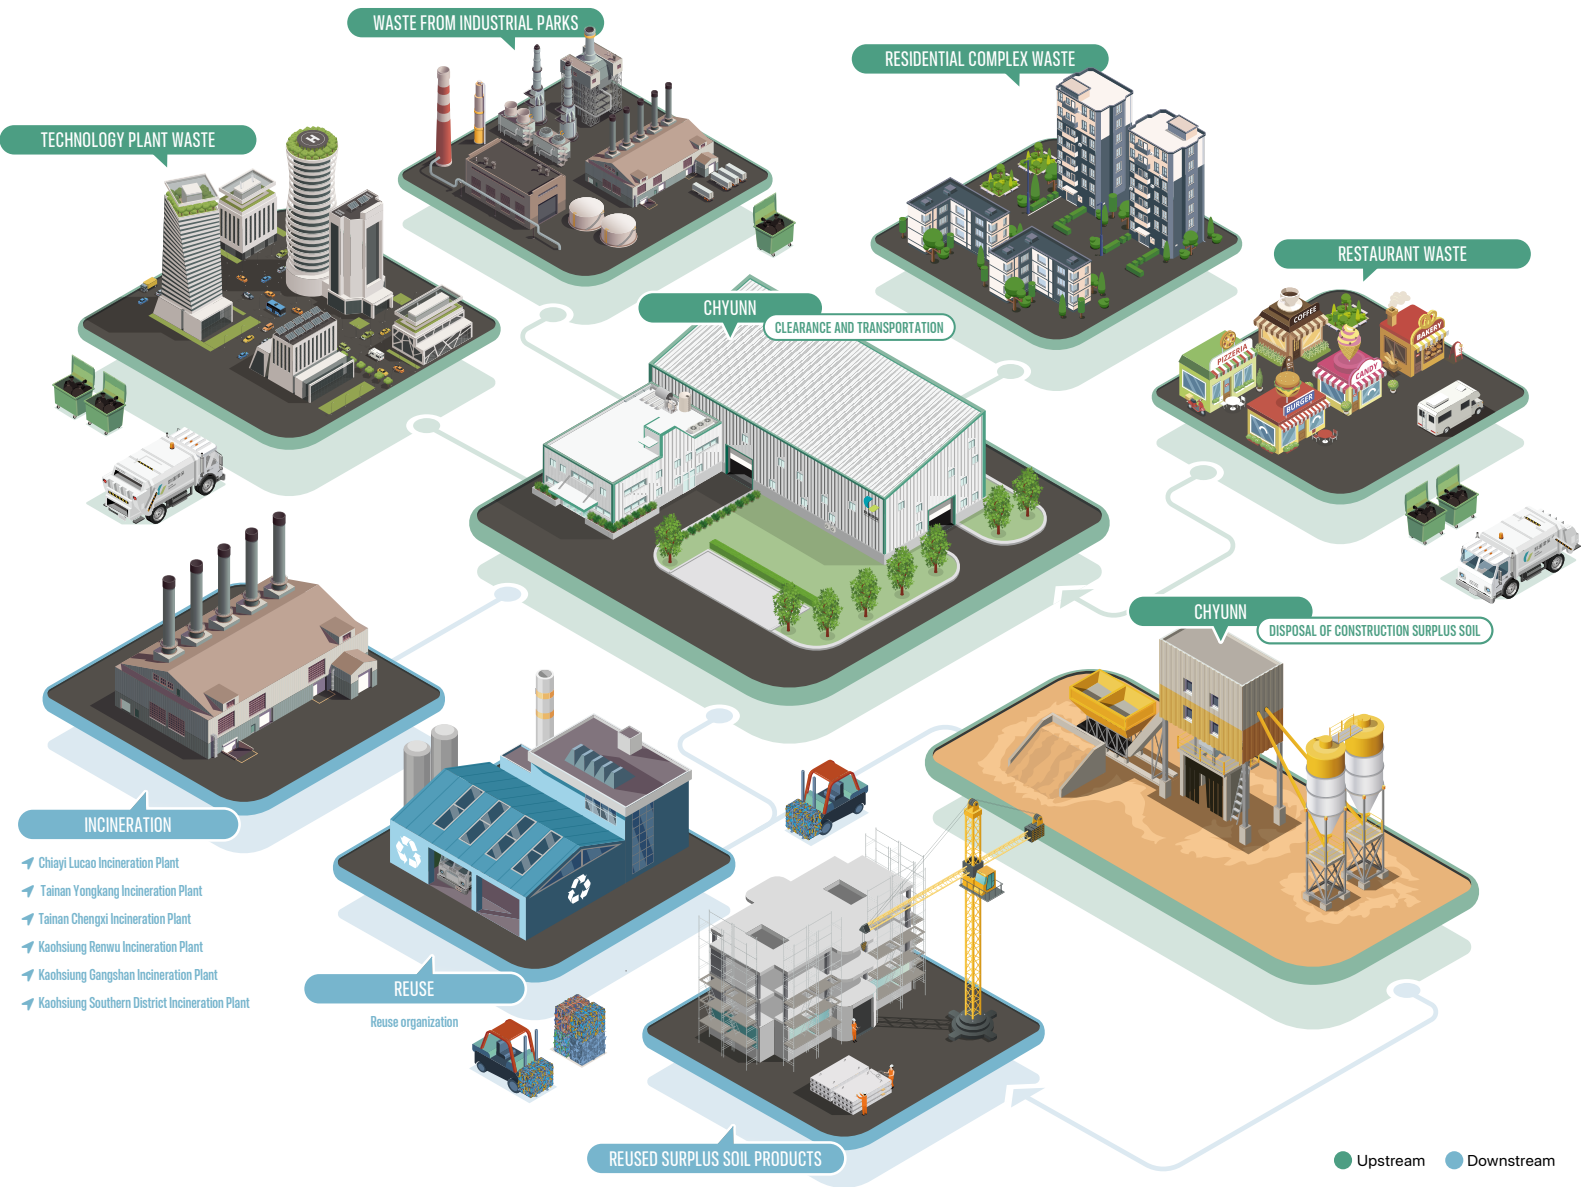 WASTE FROM INDUSTRIAL PARKS
RESIDENTIAL COMPLEX WASTE
TECHNOLOGY PLANT WASTE
RESTAURANT WASTE
CHYUNN
CLEARANCE AND TRANSPORTATION
COFFEE
BAKERY
PIZZERIA
CANDY
BURGER
CHYUNN
DISPOSAL OF CONSTRUCTION SURPLUS SOIL
INCINERATION
Chiayi Lucao Incineration Plant
Tainan Yongkang Incineration Plant
Tainan Chengxi Incineration Plant
Kaohsiung Renwu Incineration Plant
Kaohsiung Gangshan Incineration Plant
Kaohsiung Southern District Incineration Plant
REUSE
Reuse organization
REUSED SURPLUS SOIL PRODUCTS
Upstream
Downstream